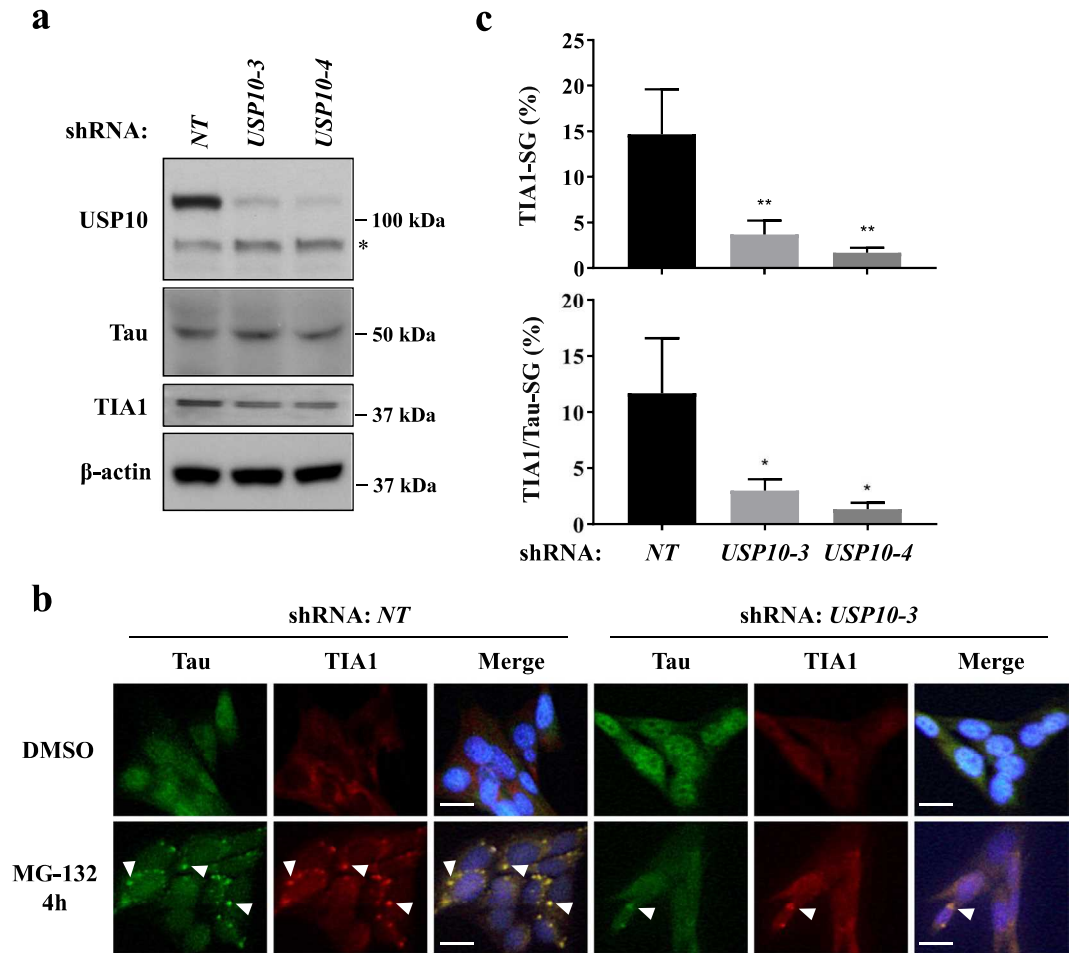 a
shRNA:
NT
USP10-3
USP10-4
USP10
100 kDa
*
Tau
50 kDa
TIA1
37 kDa
β-actin
37 kDa
c
TIA1-SG (%)
25
20
15
10
5
0
**
**
TIA1/Tau-SG (%)
20
15
10
5
0
*
*
shRNA: NT USP10-3 USP10-4
b
shRNA: NT
shRNA: USP10-3
Tau TIA1 Merge Tau TIA1 Merge
DMSO
MG-132
4h